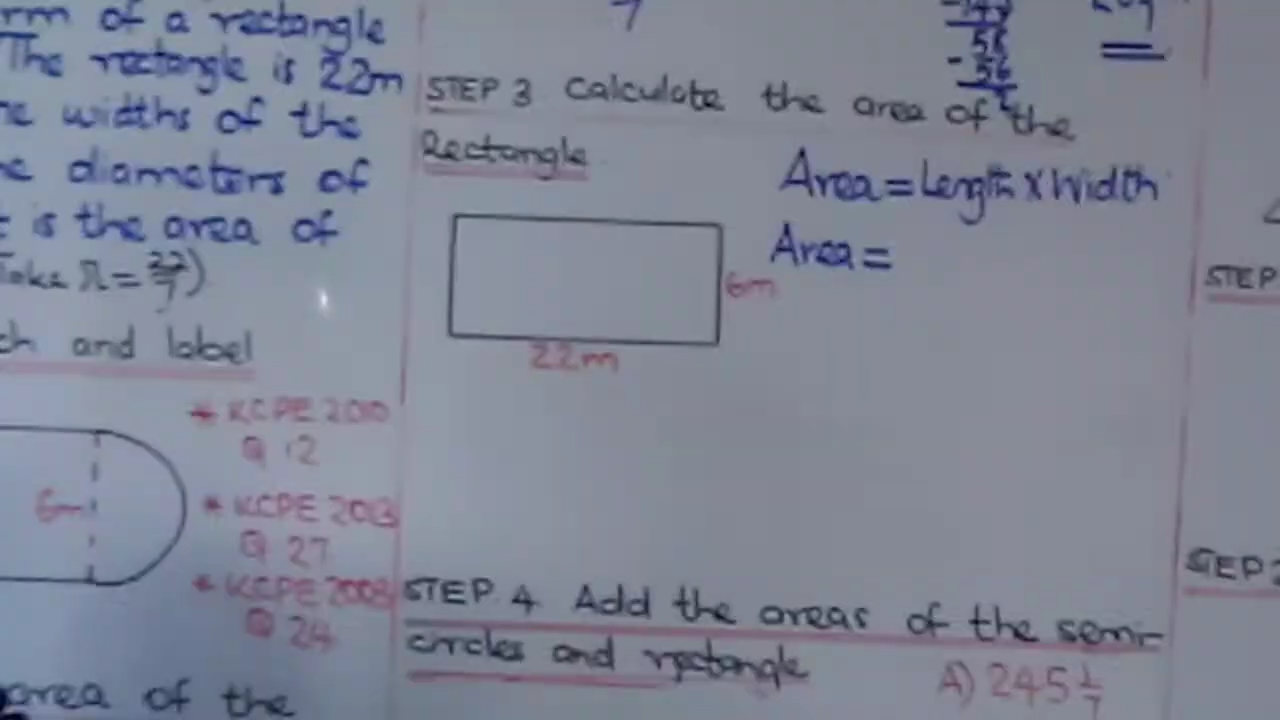 rm of a rectangle
The rectangle is 22m
e widths of the
e diameters of
is the area of
Take π = 22/7)
ch and label
* KCPE 2010
Q 12
6m
* KCPE 2013
Q 27
* KCPE 2008
Q 24
area of the
7
56
- 56
STEP 3 Calculate the area of the
Rectangle
Area = Length x Width
Area =
6m
22m
STEP 4 Add the areas of the semi-
circles and rectangle
A) 245 1/7
STEP
STEP